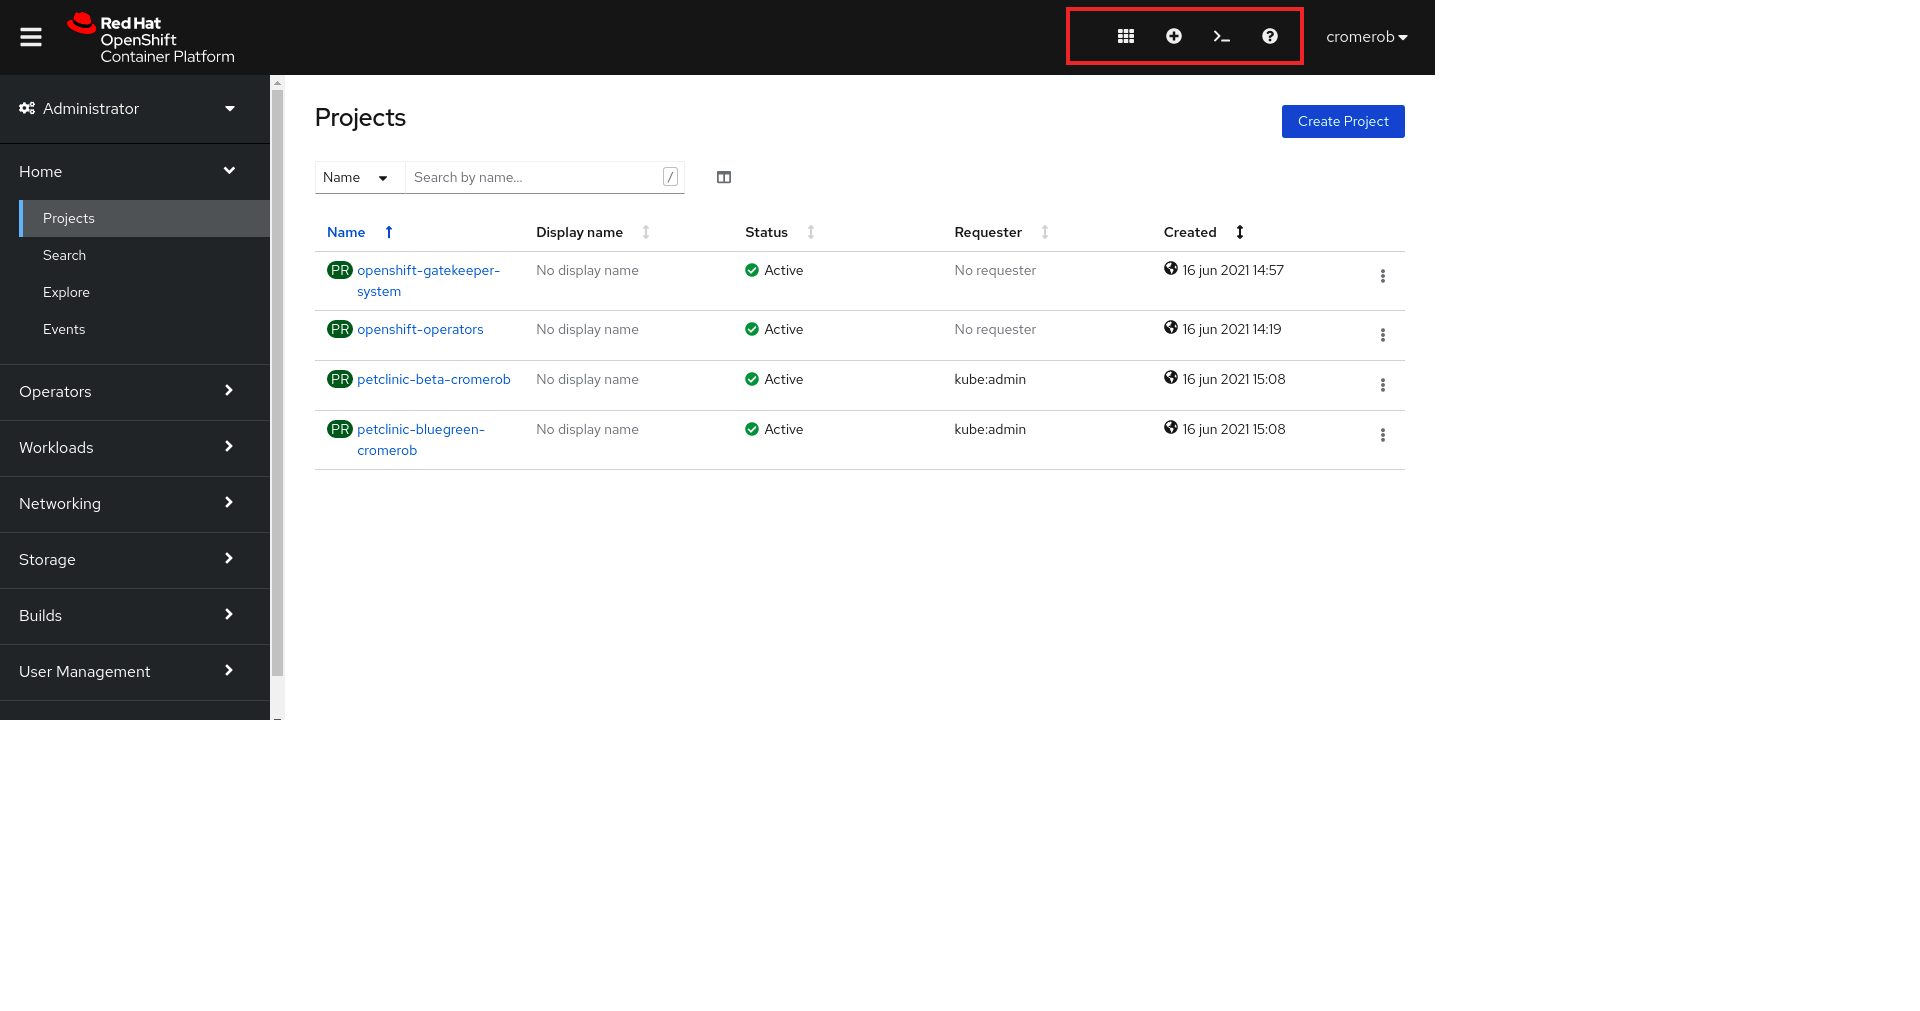 Red Hat
OpenShift
Container Platform
cromerob
Administrator
Home
Projects
Search
Explore
Events
Operators
Workloads
Networking
Storage
Builds
User Management
Projects
Create Project
Name Search by name... /
Name Display name Status Requester Created
PR openshift-gatekeeper- No display name Active No requester 16 jun 2021 14:57
system
PR openshift-operators No display name Active No requester 16 jun 2021 14:19
PR petclinic-beta-cromerob No display name Active kube:admin 16 jun 2021 15:08
PR petclinic-bluegreen- No display name Active kube:admin 16 jun 2021 15:08
cromerob